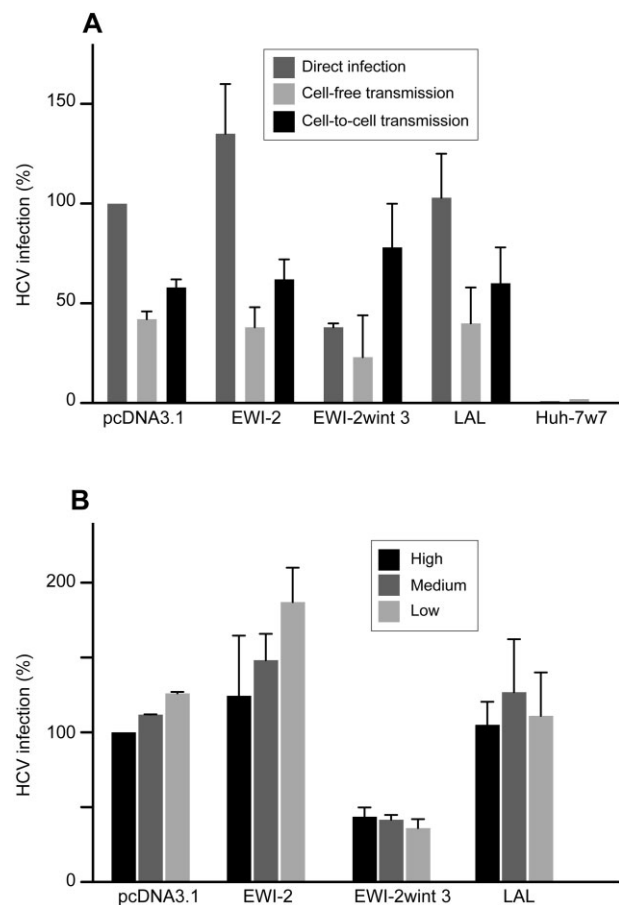 A
Direct infection
Cell-free transmission
Cell-to-cell transmission
HCV infection (%)
150
100
50
0
pcDNA3.1 EWI-2 EWI-2wint 3 LAL Huh-7w7
B
High
Medium
Low
HCV infection (%)
200
100
0
pcDNA3.1 EWI-2 EWI-2wint 3 LAL